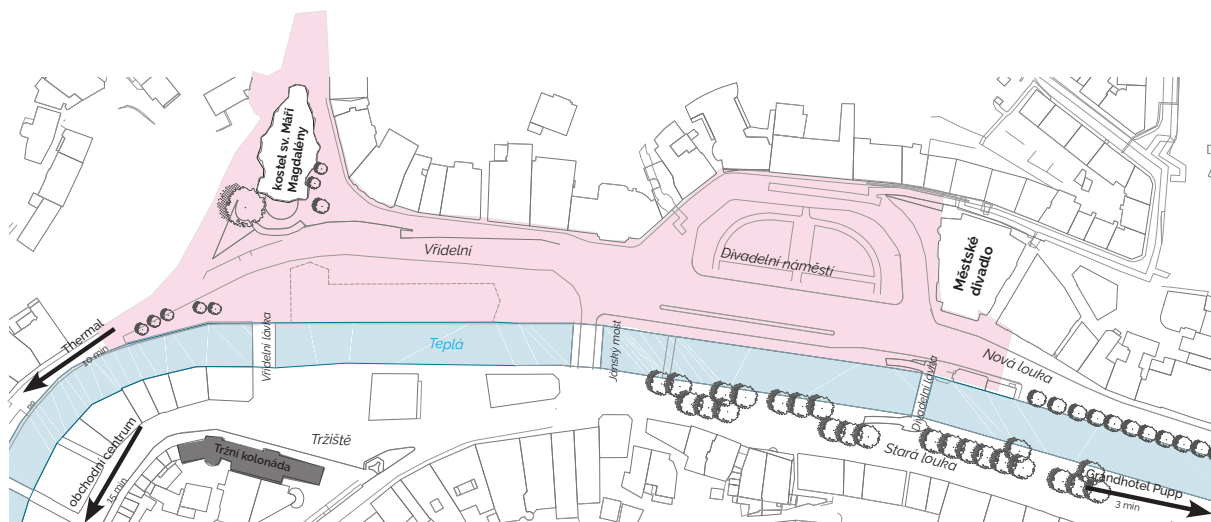 kostel sv. Máří
Magdalény
Vřídelní
Divadelní náměstí
Městské
divadlo
Thermal
10 min
Vřídelní lávka
Teplá
Jánský most
Divadelní lávka
Nová louka
obchodní centrum
15 min
Tržní kolonáda
Tržiště
Stará louka
Grandhotel Pupp
3 min